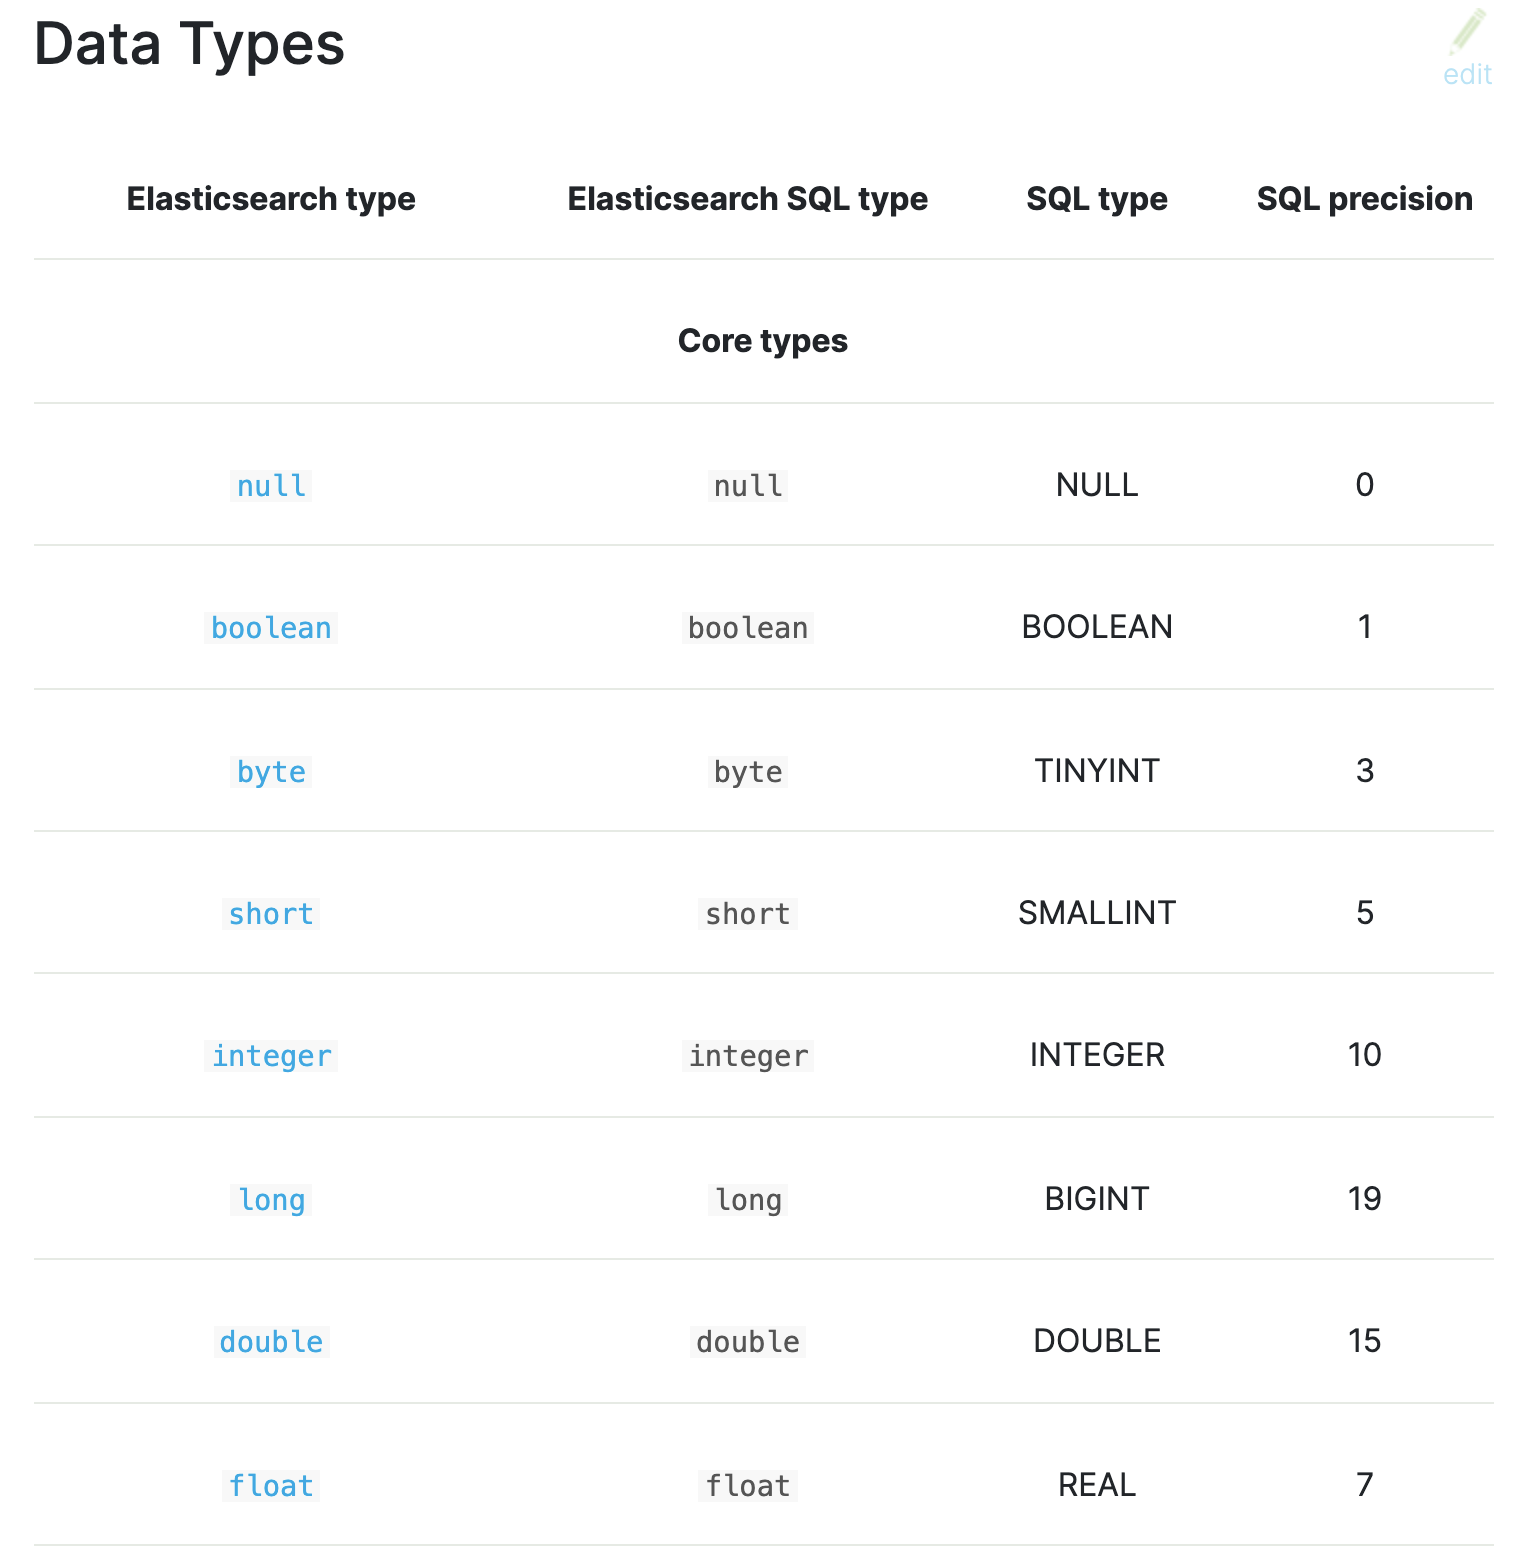 Data Types
edit
Elasticsearch type Elasticsearch SQL type SQL type SQL precision
Core types
null null NULL 0
boolean boolean BOOLEAN 1
byte byte TINYINT 3
short short SMALLINT 5
integer integer INTEGER 10
long long BIGINT 19
double double DOUBLE 15
float float REAL 7